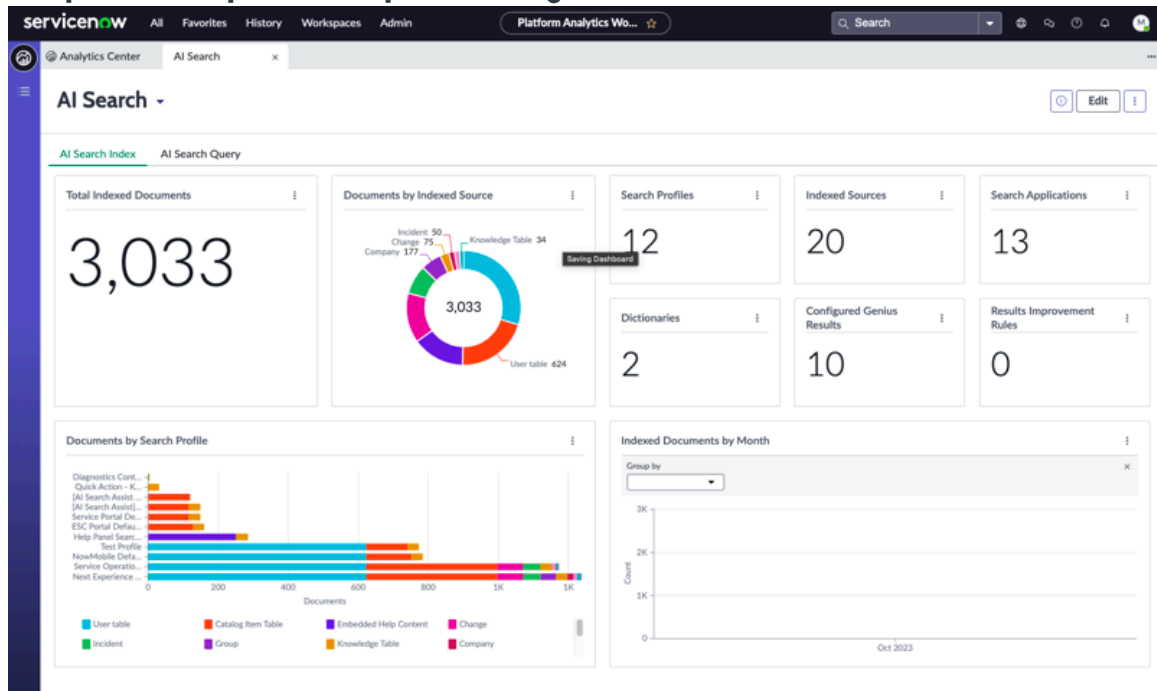 servicenow
All
Favorites
History
Workspaces
Admin
Platform Analytics Wo...
Search
M
Analytics Center
AI Search
AI Search
Edit
AI Search Index
AI Search Query
Total Indexed Documents
3,033
Documents by Indexed Source
Incident 50
Change 75
Company 177
Knowledge Table 34
3,033
User table 624
Saving Dashboard
Search Profiles
12
Indexed Sources
20
Search Applications
13
Dictionaries
2
Configured Genius
Results
10
Results Improvement
Rules
0
Documents by Search Profile
Diagnostics Cont...
Quick Action - K...
[AI Search Assist ...
[AI Search Assist]...
Service Portal De...
ESC Portal Defau...
Help Panel Searc...
Test Profile
NowMobile Defa...
Service Operatio...
Next Experience ...
0
200
400
600
800
1K
1K
Documents
User table
Catalog Item Table
Embedded Help Content
Change
Incident
Group
Knowledge Table
Company
Indexed Documents by Month
Group by
3K
2K
1K
0
Count
Oct 2023